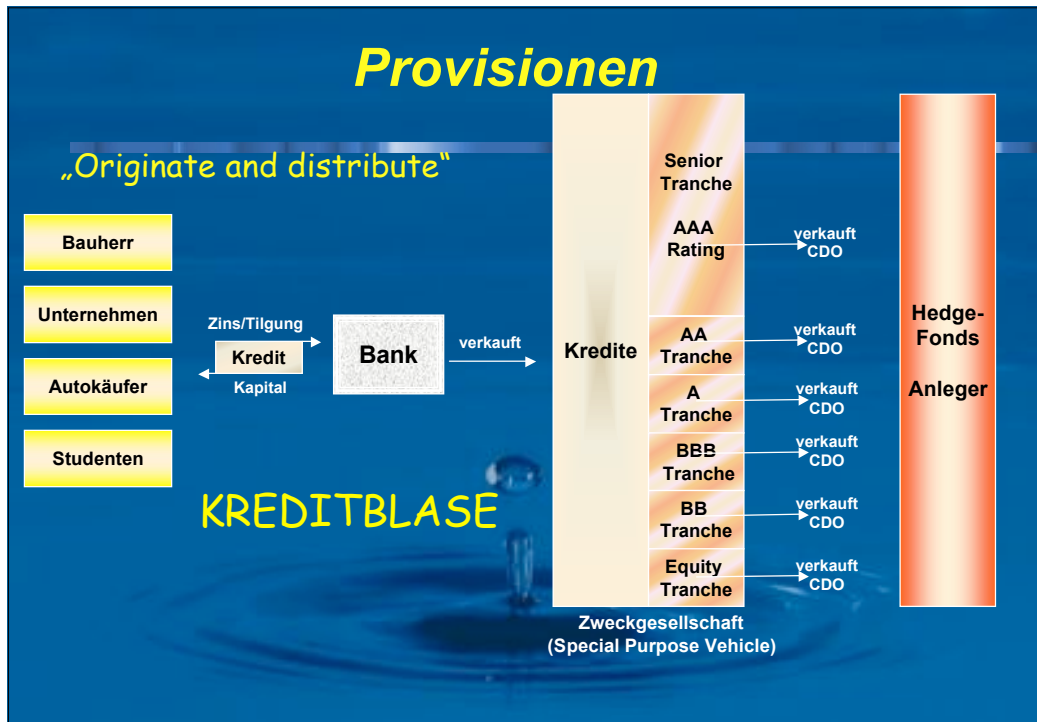 Provisionen
„Originate and distribute“
Bauherr
Unternehmen
Autokäufer
Studenten
Zins/Tilgung
Kredit
Kapital
Bank
verkauft
KREDITBLASE
Kredite
Senior
Tranche
AAA
Rating
AA
Tranche
A
Tranche
BBB
Tranche
BB
Tranche
Equity
Tranche
verkauft
CDO
verkauft
CDO
verkauft
CDO
verkauft
CDO
verkauft
CDO
verkauft
CDO
Hedge-
Fonds
Anleger
Zweckgesellschaft
(Special Purpose Vehicle)